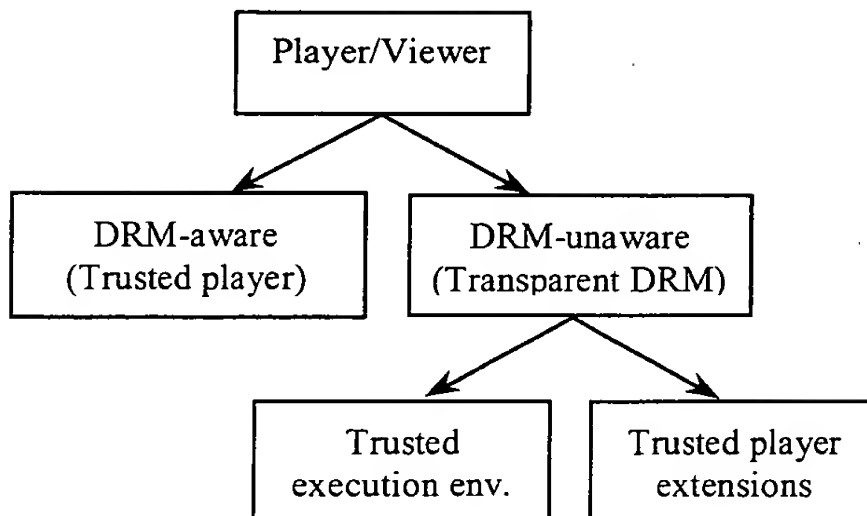 Player/Viewer
DRM-aware
(Trusted player)
DRM-unaware
(Transparent DRM)
Trusted
execution env.
Trusted player
extensions